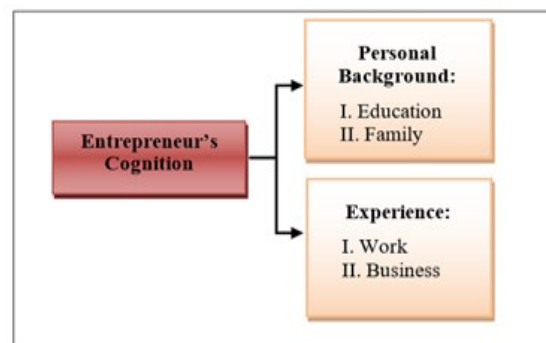 Entrepreneur's
Cognition
Personal
Background:
I. Education
II. Family
Experience:
I. Work
II. Business